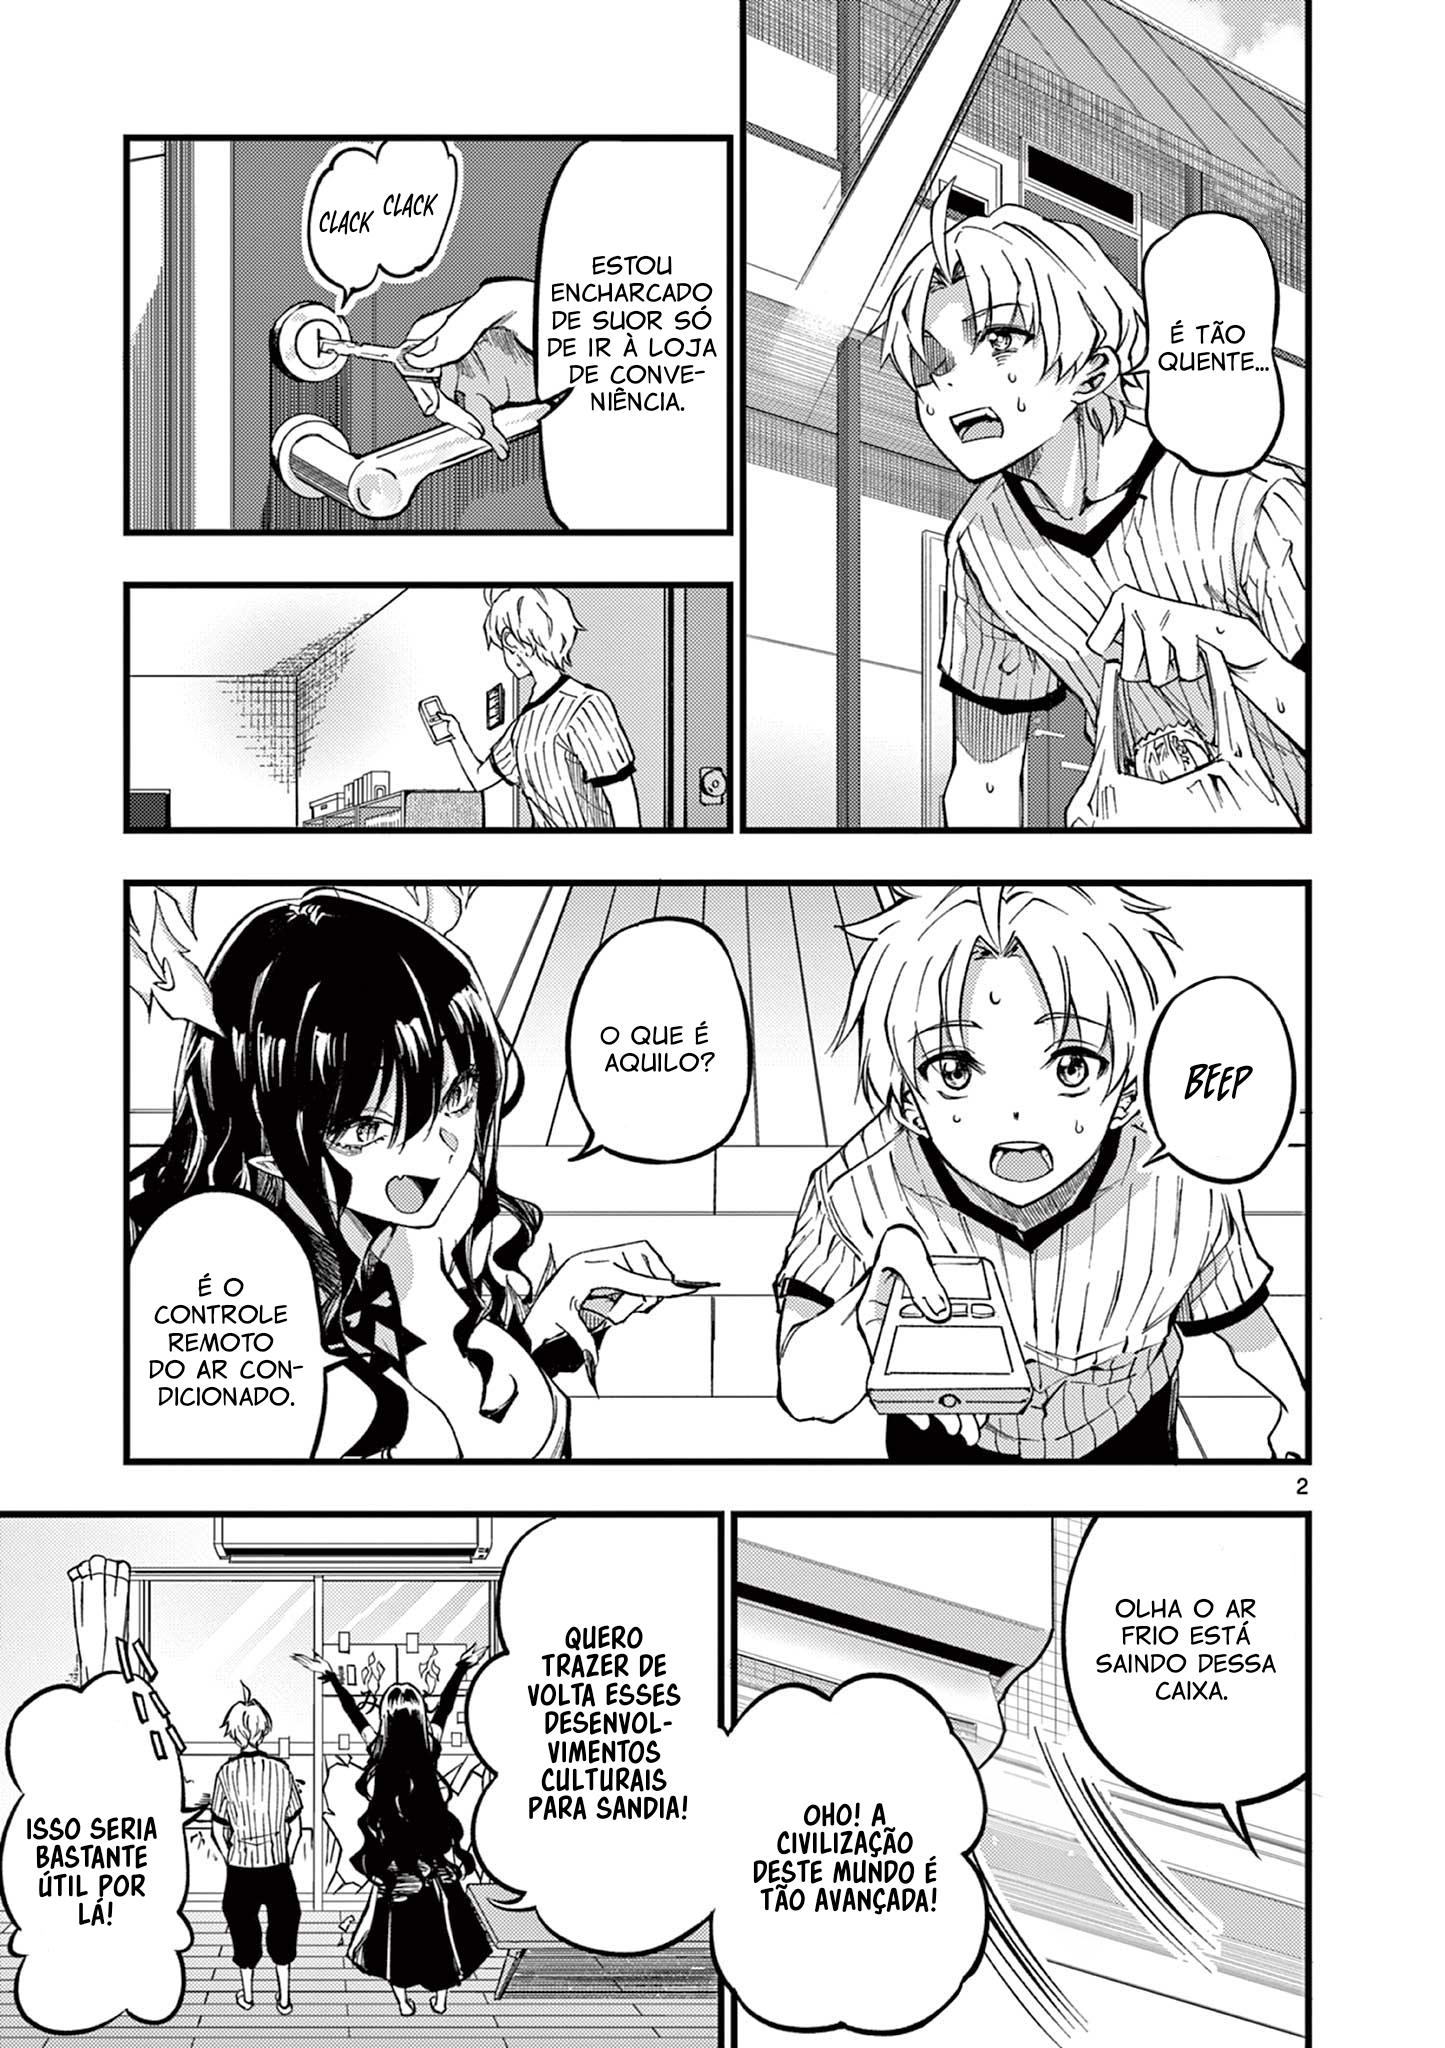 É TÃO
QUENTE...
ESTOU
ENCHARCADO
DE SUOR SÓ
DE IR À LOJA
DE CONVE-
NIÊNCIA.
CLACK CLACK
BEEP
O QUE É
AQUILO?
É O
CONTROLE
REMOTO
DO AR CON-
DICIONADO.
2
OLHA O AR
FRIO ESTÁ
SAINDO DESSA
CAIXA.
OHO! A
CIVILIZAÇÃO
DESTE MUNDO É
TÃO AVANÇADA!
QUERO
TRAZER DE
VOLTA ESSES
DESENVOL-
VIMENTOS
CULTURAIS
PARA SANDIA!
ISSO SERIA
BASTANTE
ÚTIL POR
LÁ!